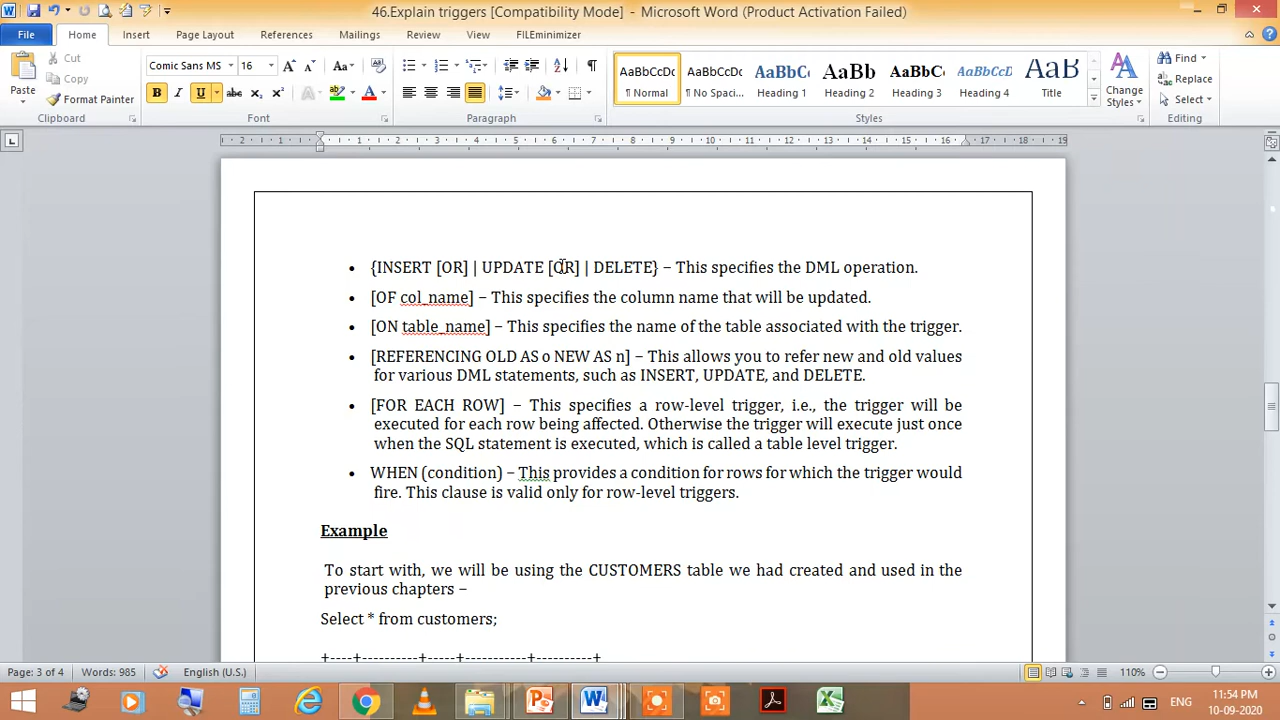 46.Explain triggers [Compatibility Mode] - Microsoft Word (Product Activation Failed)
File Home Insert Page Layout References Mailings Review View FILEminimizer
Paste
Cut
Copy
Format Painter
Clipboard
Comic Sans MS 16
Font
Paragraph
AaBbCcDc
¶ Normal
AaBbCcDc
¶ No Spaci...
AaBbC
Heading 1
AaBb
Heading 2
AaBbC
Heading 3
AaBbCcD
Heading 4
AaB
Title
Change
Styles
Styles
Find
Replace
Select
Editing
• {INSERT [OR] | UPDATE [OR] | DELETE} − This specifies the DML operation.
• [OF col_name] − This specifies the column name that will be updated.
• [ON table_name] − This specifies the name of the table associated with the trigger.
• [REFERENCING OLD AS o NEW AS n] − This allows you to refer new and old values
for various DML statements, such as INSERT, UPDATE, and DELETE.
• [FOR EACH ROW] − This specifies a row-level trigger, i.e., the trigger will be
executed for each row being affected. Otherwise the trigger will execute just once
when the SQL statement is executed, which is called a table level trigger.
• WHEN (condition) − This provides a condition for rows for which the trigger would
fire. This clause is valid only for row-level triggers.
Example
To start with, we will be using the CUSTOMERS table we had created and used in the
previous chapters −
Select * from customers;
+----+----------+-----+-----------+----------+
Page: 3 of 4 Words: 985 English (U.S.) 110%
ENG 11:54 PM
10-09-2020